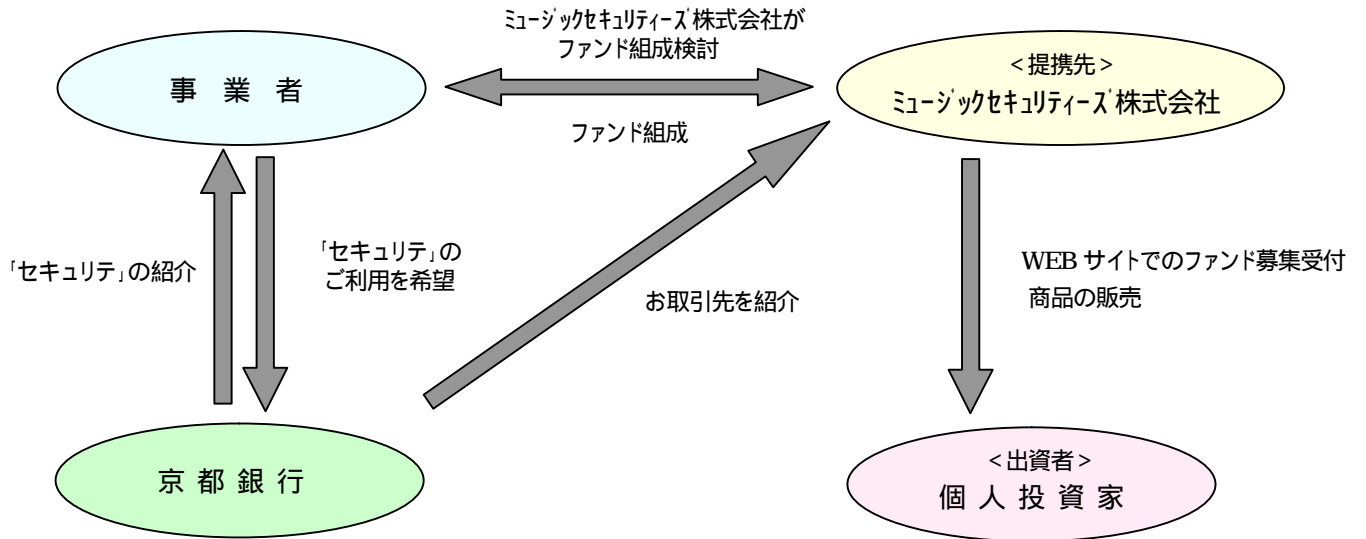 ミュージックセキュリティーズ株式会社が
ファンド組成検討
<提携先>
事 業 者
ミュージックセキュリティーズ株式会社
ファンド組成
「セキュリテ」の紹介
「セキュリテ」の
ご利用を希望
お取引先を紹介
WEB サイトでのファンド募集受付
商品の販売
京 都 銀 行
<出資者>
個 人 投 資 家